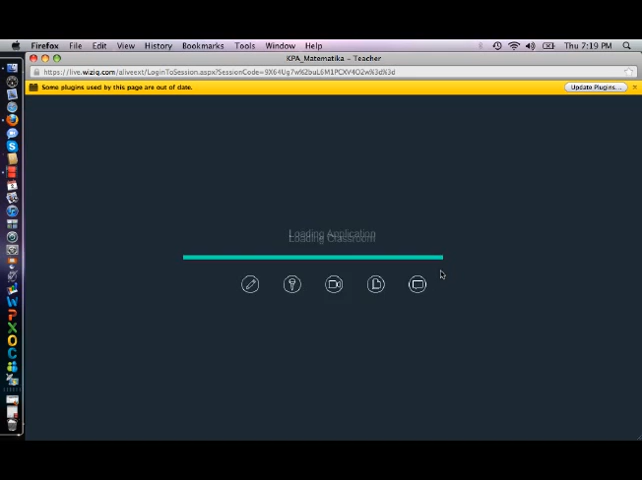 Firefox File Edit View History Bookmarks Tools Window Help Thu 7:19 PM
KPA_Matematika – Teacher
Some plugins used by this page are out of date. Update Plugins...
Loading Application
Loading Classroom